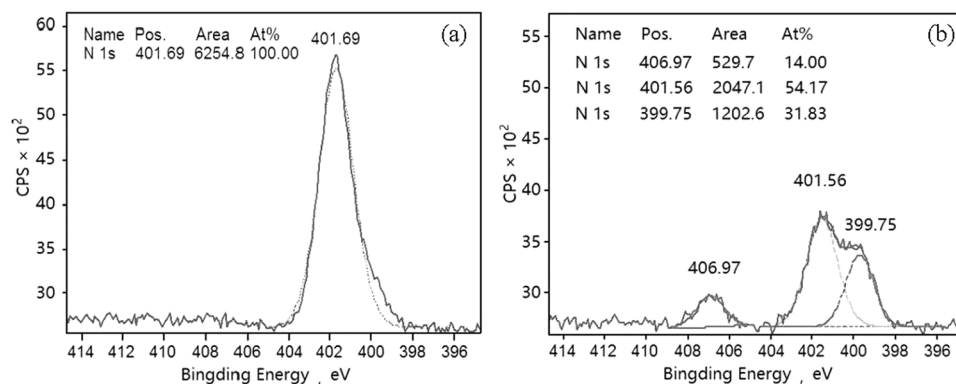 (a)
Name Pos. Area At%
N 1s 401.69 6254.8 100.00
401.69
60
55
50
45
40
35
30
CPS × 10²
414 412 410 408 406 404 402 400 398 396
Bingding Energy , eV
(b)
Name Pos. Area At%
N 1s 406.97 529.7 14.00
N 1s 401.56 2047.1 54.17
N 1s 399.75 1202.6 31.83
401.56
399.75
406.97
55
50
45
40
35
30
CPS × 10²
414 412 410 408 406 404 402 400 398 396
Bingding Energy , eV